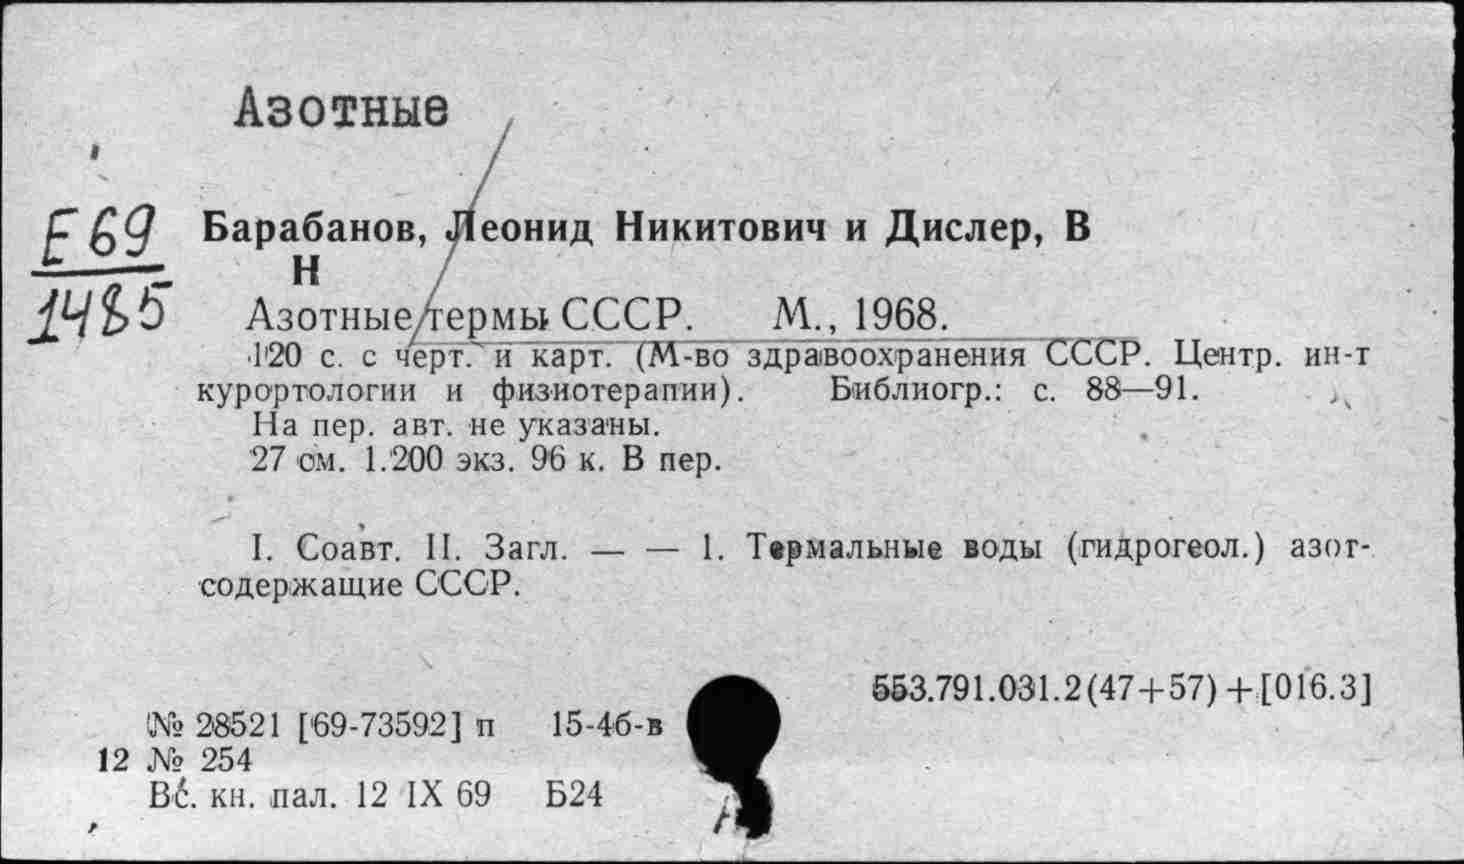 Азотные
Е69
1485
Барабанов, Леонид Никитович и Дислер, В
Н
Азотные термы СССР. М., 1968.
120 с. с черт. и карт. (М-во здравоохранения СССР. Центр. ин-т
курортологии и физиотерапии). Библиогр.: с. 88—91.
На пер. авт. не указаны.
27 см. 1.200 экз. 96 к. В пер.
I. Соавт. II. Загл. — — 1. Термальные воды (гидрогеол.) азот-
содержащие СССР.
553.791.031.2(47+57)+[016.3]
№ 28521 [69-73592] п 15-4б-в
12 № 254
Вс. кн. пал. 12 IX 69 Б24